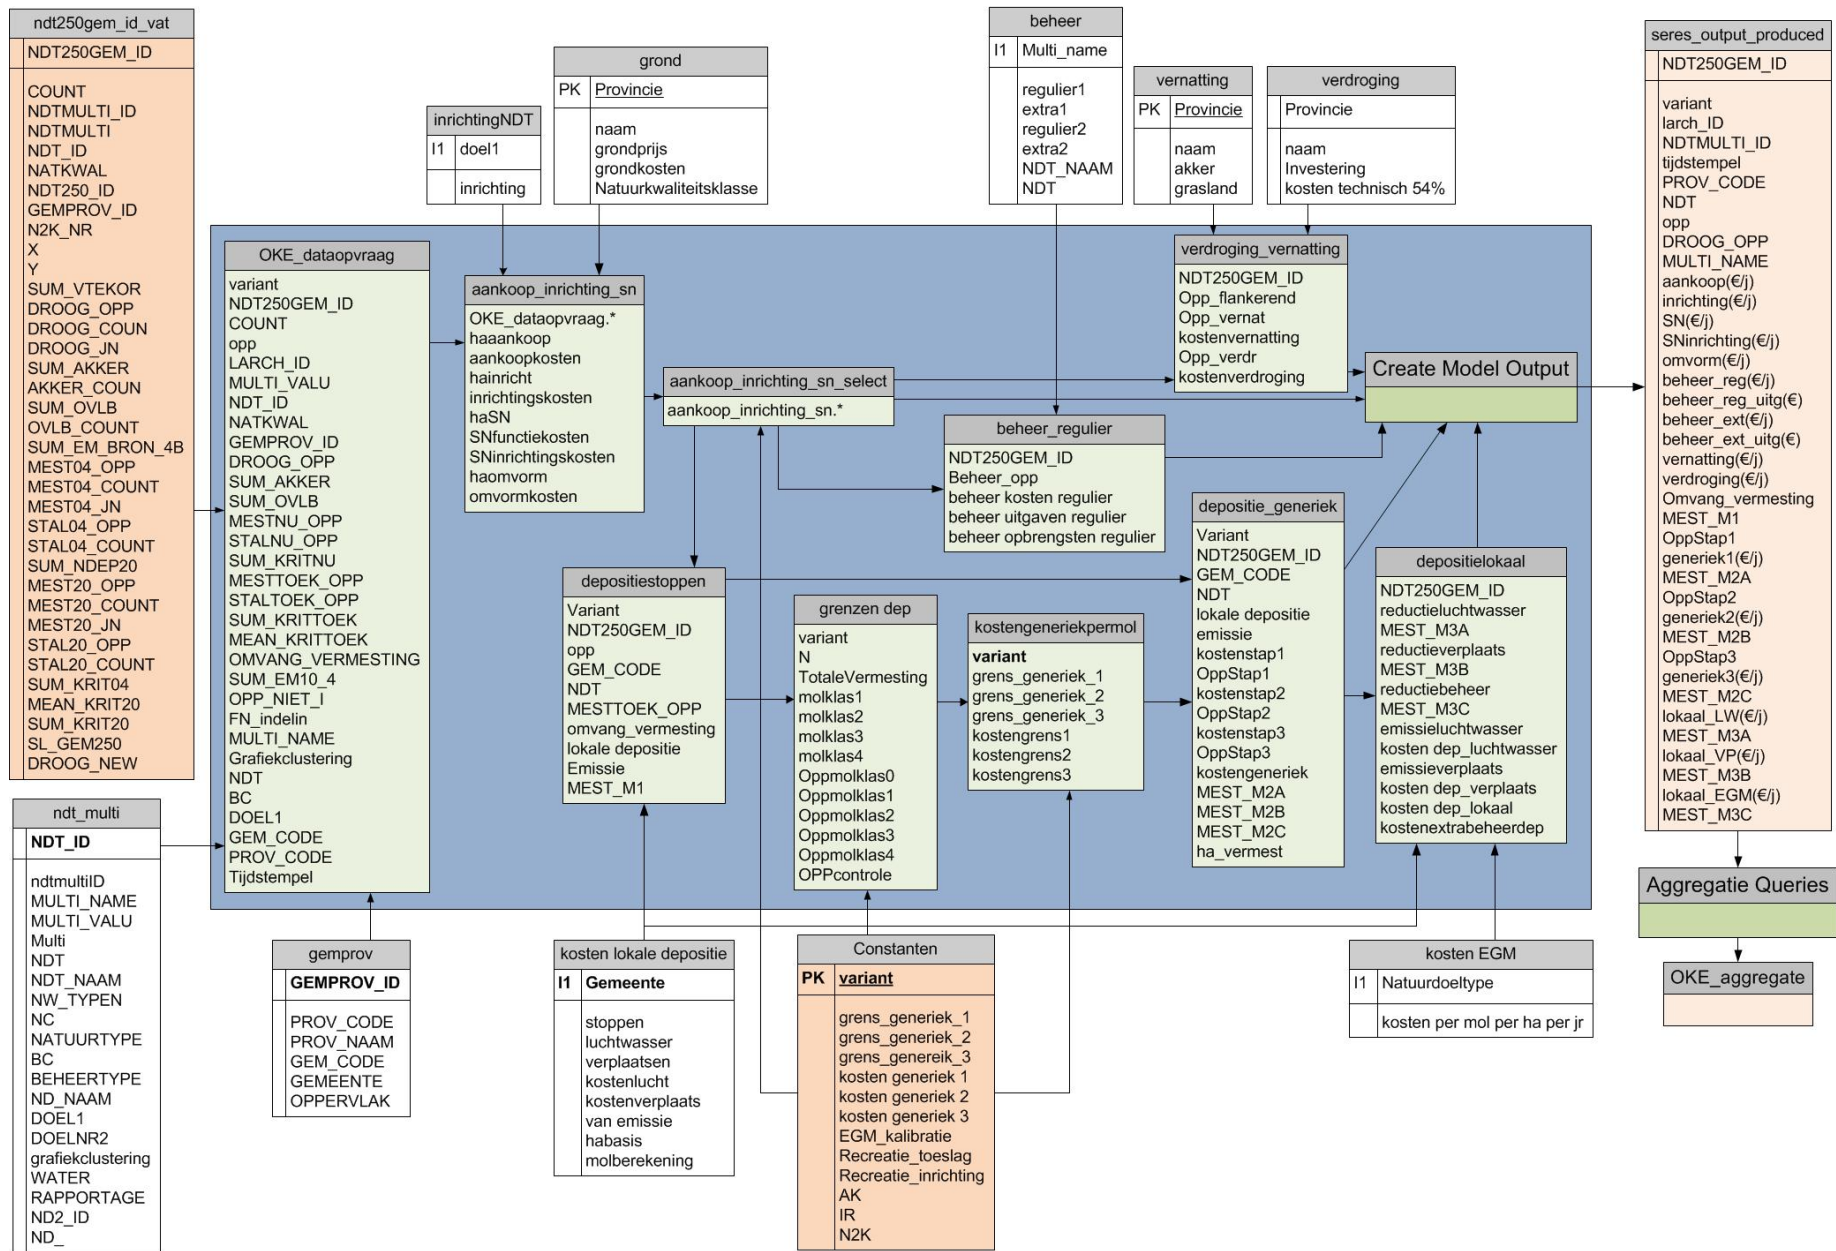 ndt250gem_id_vat
NDT250GEM_ID
COUNT
NDTMULTI_ID
NDTMULTI
NDT_ID
NATKWAL
NDT250_ID
GEMPROV_ID
N2K_NR
X
Y
SUM_VTEKOR
DROOG_OPP
DROOG_COUN
DROOG_JN
SUM_AKKER
AKKER_COUN
SUM_OVLB
OVLB_COUNT
SUM_EM_BRON_4B
MEST04_OPP
MEST04_COUNT
MEST04_JN
STAL04_OPP
STAL04_COUNT
SUM_NDEP20
MEST20_OPP
MEST20_COUNT
MEST20_JN
STAL20_OPP
STAL20_COUNT
SUM_KRIT04
MEAN_KRIT20
SUM_KRIT20
SL_GEM250
DROOG_NEW
ndt_multi
NDT_ID
ndtmultiID
MULTI_NAME
MULTI_VALU
Multi
NDT
NDT_NAAM
NW_TYPEN
NC
NATUURTYPE
BC
BEHEERTYPE
ND_NAAM
DOEL1
DOELNR2
grafiekclustering
WATER
RAPPORTAGE
ND2_ID
ND_
inrichtingNDT
I1 doel1
inrichting
grond
PK Provincie
naam
grondprijs
grondkosten
Natuurkwaliteitsklasse
beheer
I1 Multi_name
regulier1
extra1
regulier2
extra2
NDT_NAAM
NDT
vernatting
PK Provincie
naam
akker
grasland
verdroging
Provincie
naam
Investering
kosten technisch 54%
OKE_dataopvraag
variant
NDT250GEM_ID
COUNT
opp
LARCH_ID
MULTI_VALU
NDT_ID
NATKWAL
GEMPROV_ID
DROOG_OPP
SUM_AKKER
SUM_OVLB
MESTNU_OPP
STALNU_OPP
SUM_KRITNU
MESTTOEK_OPP
STALTOEK_OPP
SUM_KRITTOEK
MEAN_KRITTOEK
OMVANG_VERMESTING
SUM_EM10_4
OPP_NIET_I
FN_indelin
MULTI_NAME
Grafiekclustering
NDT
BC
DOEL1
GEM_CODE
PROV_CODE
Tijdstempel
aankoop_inrichting_sn
OKE_dataopvraag.*
haaankoop
aankoopkosten
hainricht
inrichtingskosten
haSN
SNfunctiekosten
SNinrichtingskosten
haomvorm
omvormkosten
aankoop_inrichting_sn_select
aankoop_inrichting_sn.*
verdroging_vernatting
NDT250GEM_ID
Opp_flankerend
Opp_vernat
kostenvernatting
Opp_verdr
kostenverdroging
Create Model Output
beheer_regulier
NDT250GEM_ID
Beheer_opp
beheer kosten regulier
beheer uitgaven regulier
beheer opbrengsten regulier
depositiestoppen
Variant
NDT250GEM_ID
opp
GEM_CODE
NDT
MESTTOEK_OPP
omvang_vermesting
lokale depositie
Emissie
MEST_M1
grenzen dep
variant
N
TotaleVermesting
molklas1
molklas2
molklas3
molklas4
Oppmolklas0
Oppmolklas1
Oppmolklas2
Oppmolklas3
Oppmolklas4
OPPcontrole
kostengeneriekpermol
variant
grens_generiek_1
grens_generiek_2
grens_generiek_3
kostengrens1
kostengrens2
kostengrens3
depositie_generiek
Variant
NDT250GEM_ID
GEM_CODE
NDT
lokale depositie
emissie
kostenstap1
OppStap1
kostenstap2
OppStap2
kostenstap3
OppStap3
kostengeneriek
MEST_M2A
MEST_M2B
MEST_M2C
ha_vermest
depositielokaal
NDT250GEM_ID
reductieluchtwasser
MEST_M3A
reductieverplaats
MEST_M3B
reductiebeheer
MEST_M3C
emissieluchtwasser
kosten dep_luchtwasser
emissieverplaats
kosten dep_verplaats
kosten dep_lokaal
kostenextrabeheerdep
gemprov
GEMPROV_ID
PROV_CODE
PROV_NAAM
GEM_CODE
GEMEENTE
OPPERVLAK
kosten lokale depositie
I1 Gemeente
stoppen
luchtwasser
verplaatsen
kostenlucht
kostenverplaats
van emissie
habasis
molberekening
Constanten
PK variant
grens_generiek_1
grens_generiek_2
grens_genereik_3
kosten generiek 1
kosten generiek 2
kosten generiek 3
EGM_kalibratie
Recreatie_toeslag
Recreatie_inrichting
AK
IR
N2K
kosten EGM
I1 Natuurdoeltype
kosten per mol per ha per jr
seres_output_produced
NDT250GEM_ID
variant
larch_ID
NDTMULTI_ID
tijdstempel
PROV_CODE
NDT
opp
DROOG_OPP
MULTI_NAME
aankoop(€/j)
inrichting(€/j)
SN(€/j)
SNinrichting(€/j)
omvorm(€/j)
beheer_reg(€/j)
beheer_reg_uitg(€)
beheer_ext(€/j)
beheer_ext_uitg(€)
vernatting(€/j)
verdroging(€/j)
Omvang_vermesting
MEST_M1
OppStap1
generiek1(€/j)
MEST_M2A
OppStap2
generiek2(€/j)
MEST_M2B
OppStap3
generiek3(€/j)
MEST_M2C
lokaal_LW(€/j)
MEST_M3A
lokaal_VP(€/j)
MEST_M3B
lokaal_EGM(€/j)
MEST_M3C
Aggregatie Queries
OKE_aggregate